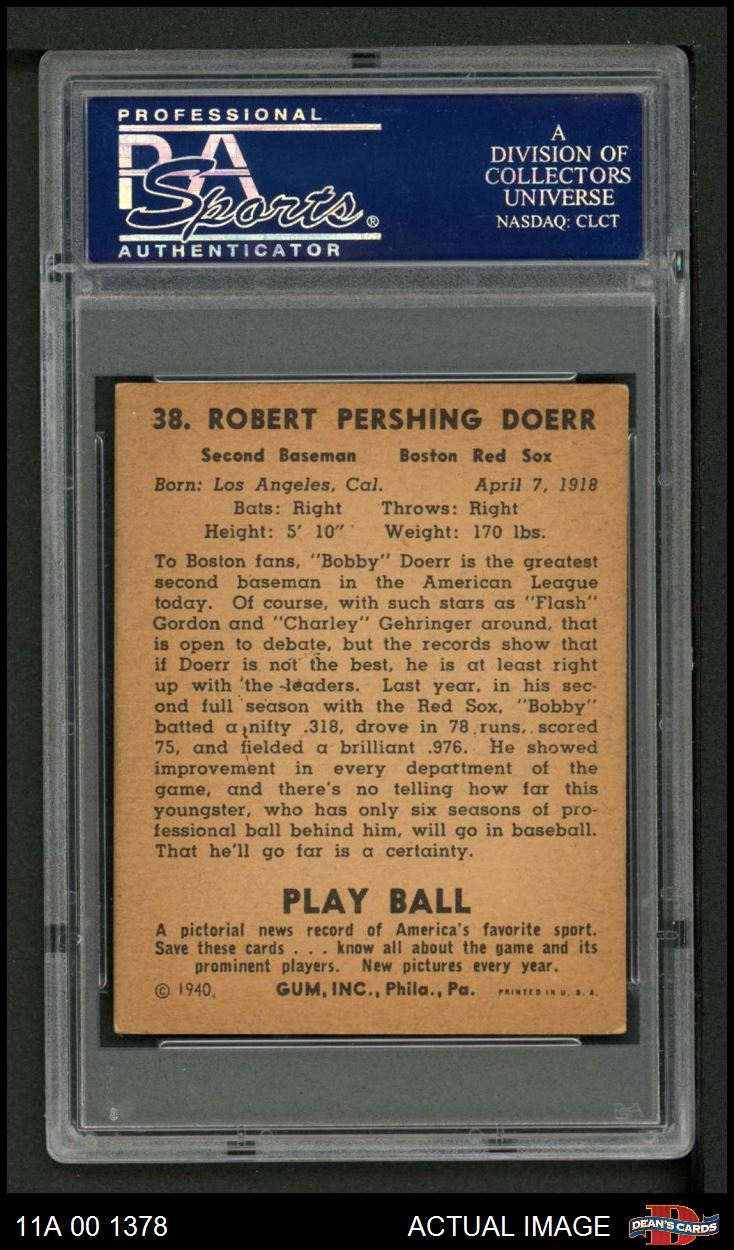 PROFESSIONAL
PSA
Sports®
AUTHENTICATOR
A
DIVISION OF
COLLECTORS
UNIVERSE
NASDAQ: CLCT
38. ROBERT PERSHING DOERR
Second Baseman Boston Red Sox
Born: Los Angeles, Cal. April 7, 1918
Bats: Right Throws: Right
Height: 5' 10" Weight: 170 lbs.
To Boston fans, "Bobby" Doerr is the greatest
second baseman in the American League
today. Of course, with such stars as "Flash"
Gordon and "Charley" Gehringer around, that
is open to debate, but the records show that
if Doerr is not the best, he is at least right
up with the leaders. Last year, in his sec-
ond full season with the Red Sox, "Bobby"
batted a nifty .318, drove in 78 runs, scored
75, and fielded a brilliant .976. He showed
improvement in every department of the
game, and there's no telling how far this
youngster, who has only six seasons of pro-
fessional ball behind him, will go in baseball.
That he'll go far is a certainty.
PLAY BALL
A pictorial news record of America's favorite sport.
Save these cards . . . know all about the game and its
prominent players. New pictures every year.
© 1940, GUM, INC., Phila., Pa. PRINTED IN U. S. A.
PSA
11A 00 1378 ACTUAL IMAGE DEAN'S CARDS